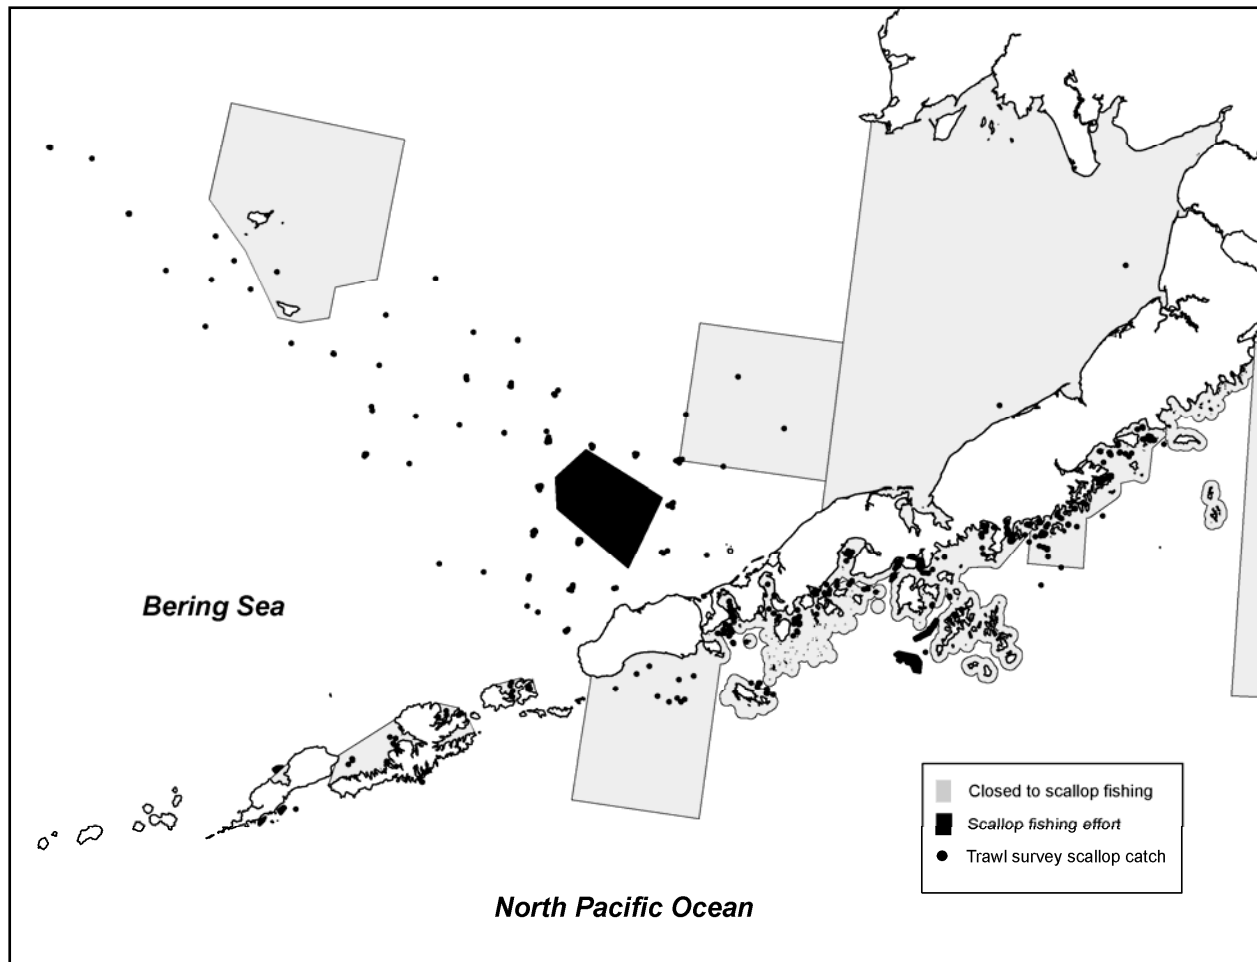 Bering Sea
North Pacific Ocean
Closed to scallop fishing
Scallop fishing effort
Trawl survey scallop catch